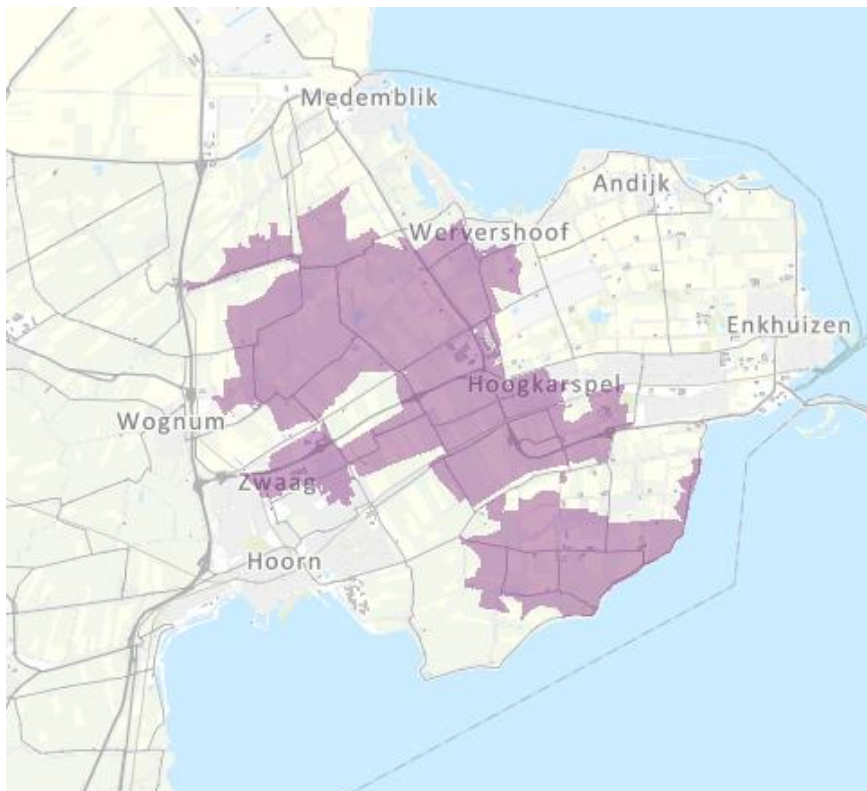 Medemblik
Andijk
Wervershoof
Enkhuizen
Hoogkarspel
Wognum
Zwaag
Hoorn